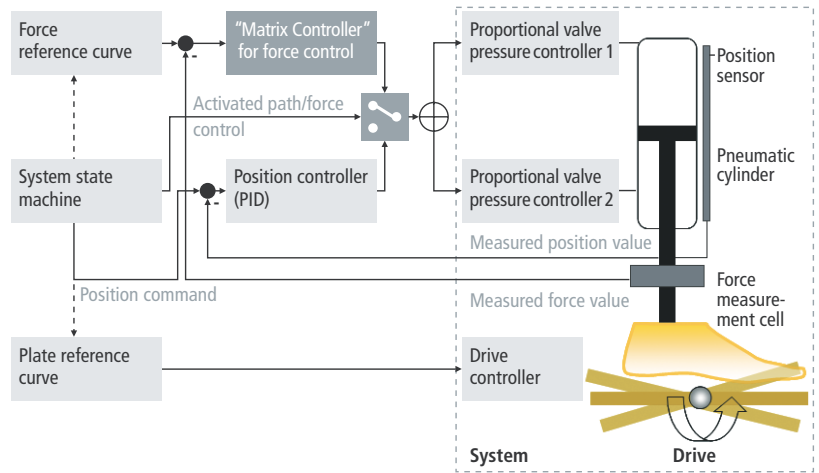 Force
reference curve
"Matrix Controller"
for force control
Proportional valve
pressure controller 1
Position
sensor
-
Activated path/force
control
System state
machine
Position controller
(PID)
-
Proportional valve
pressure controller 2
Pneumatic
cylinder
Measured position value
Position command
Measured force value
Force
measure-
ment cell
Plate reference
curve
Drive
controller
System
Drive